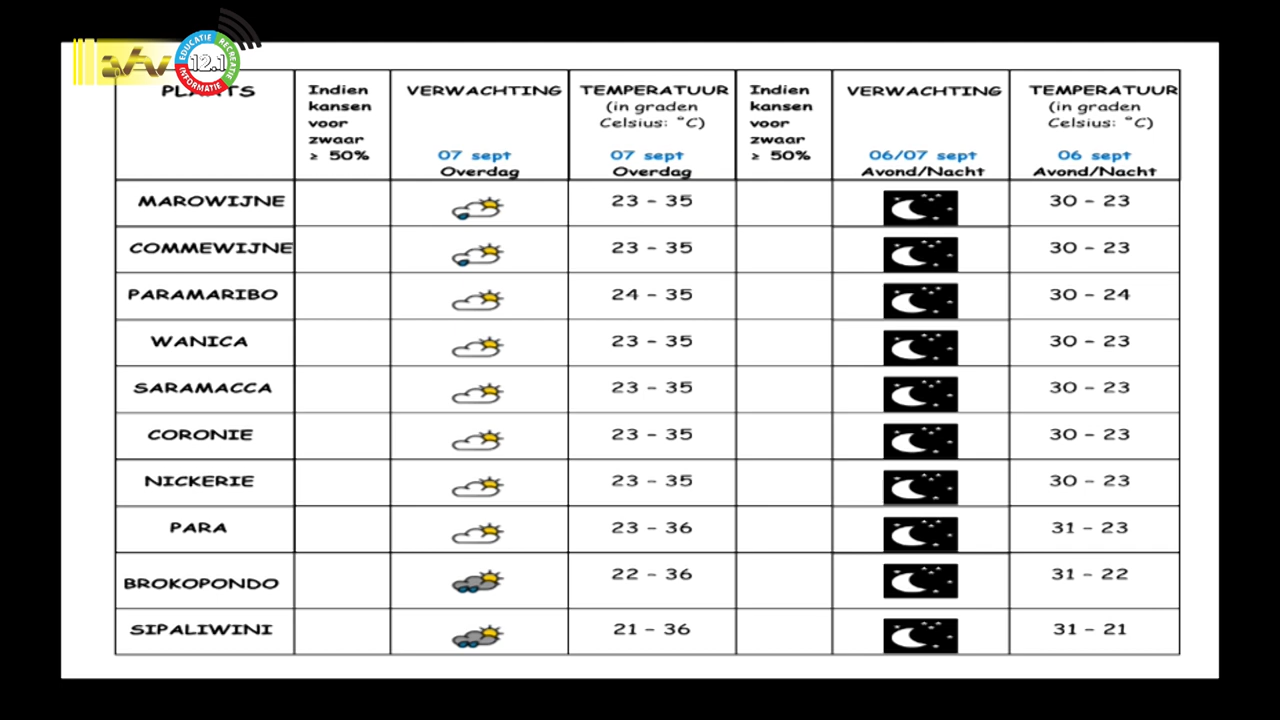 atv
EDUCATIE
RECREATIE
INFORMATIE
12.1
PLAATS
Indien
kansen
voor
zwaar
≥ 50%
VERWACHTING
07 sept
Overdag
TEMPERATUUR
(in graden
Celsius: °C)
07 sept
Overdag
Indien
kansen
voor
zwaar
≥ 50%
VERWACHTING
06/07 sept
Avond/Nacht
TEMPERATUUR
(in graden
Celsius: °C)
06 sept
Avond/Nacht
MAROWIJNE 23 – 35 30 – 23
COMMEWIJNE 23 – 35 30 – 23
PARAMARIBO 24 – 35 30 – 24
WANICA 23 – 35 30 – 23
SARAMACCA 23 – 35 30 – 23
CORONIE 23 – 35 30 – 23
NICKERIE 23 – 35 30 – 23
PARA 23 – 36 31 – 23
BROKOPONDO 22 – 36 31 – 22
SIPALIWINI 21 – 36 31 – 21